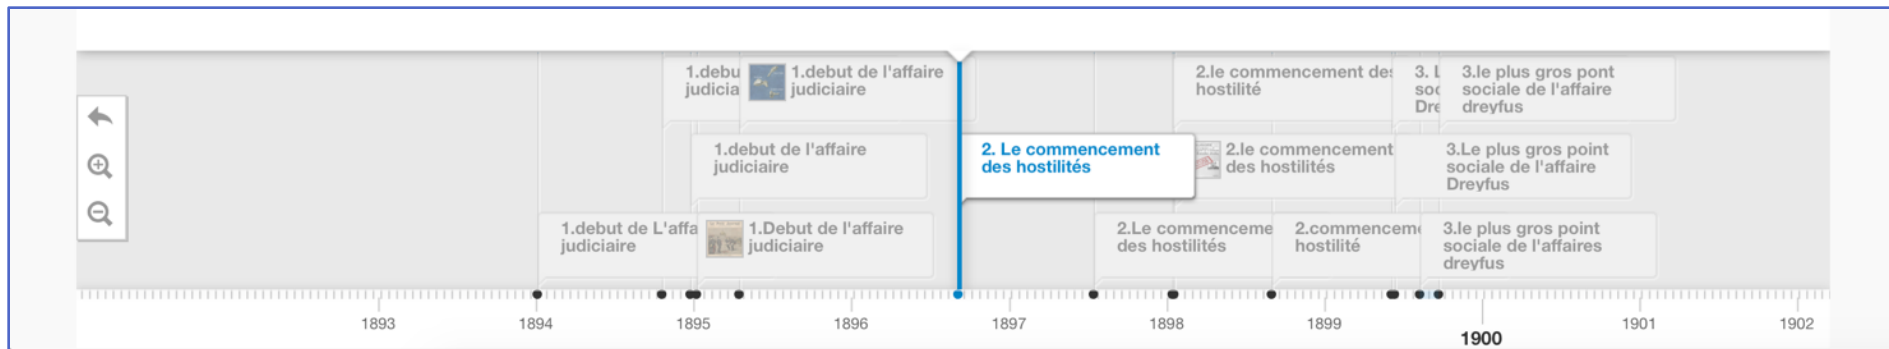 1.debu
judicia
1.debut de l'affaire
judiciaire
2.le commencement des
hostilité
3. L
soc
Dre
3.le plus gros pont
sociale de l'affaire
dreyfus
1.debut de l'affaire
judiciaire
2. Le commencement
des hostilités
2.le commencement
des hostilités
3.Le plus gros point
sociale de l'affaire
Dreyfus
1.debut de L'affa
judiciaire
1.Debut de l'affaire
judiciaire
2.Le commenceme
des hostilités
2.commenceme
hostilité
3.le plus gros point
sociale de l'affaires
dreyfus
1893 1894 1895 1896 1897 1898 1899 1900 1901 1902